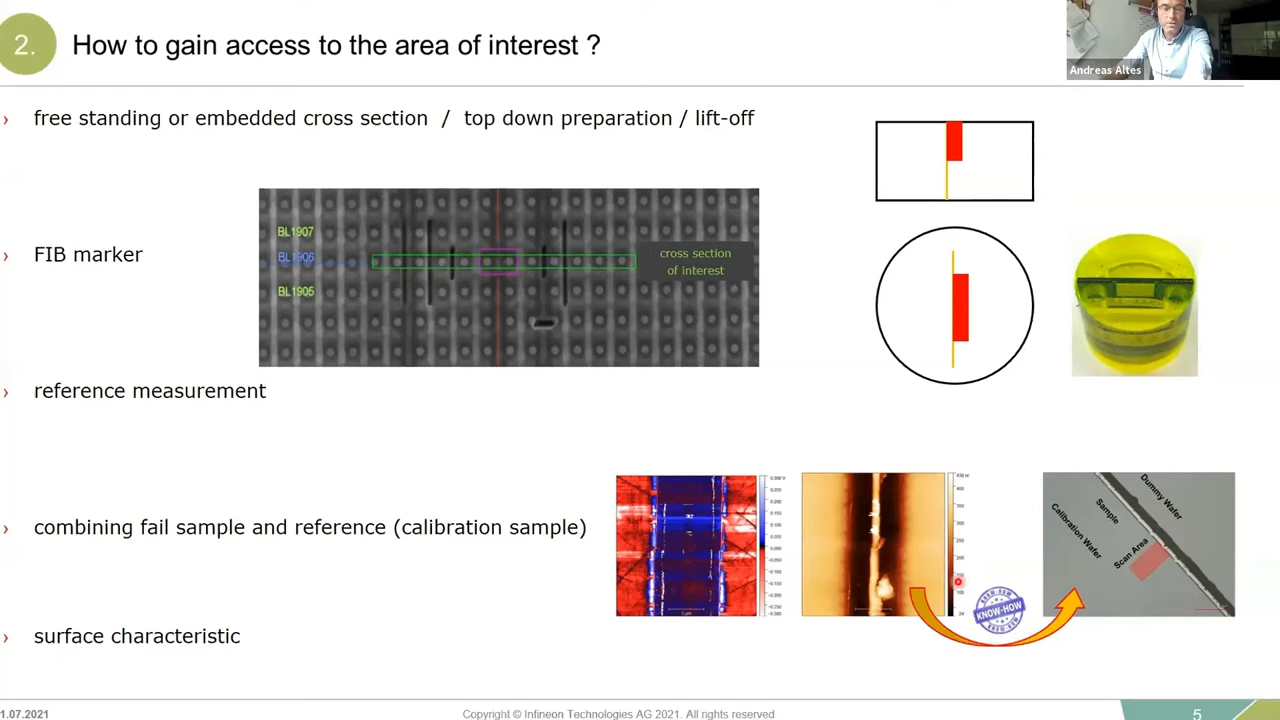 2.
How to gain access to the area of interest ?
Andreas Altes
› free standing or embedded cross section / top down preparation / lift-off
› FIB marker
BL1907
BL1906
BL1905
cross section
of interest
› reference measurement
› combining fail sample and reference (calibration sample)
Dummy Wafer
Sample
Calibration Wafer
Scan Area
KNOW-HOW
› surface characteristic
1.07.2021
Copyright © Infineon Technologies AG 2021. All rights reserved
5